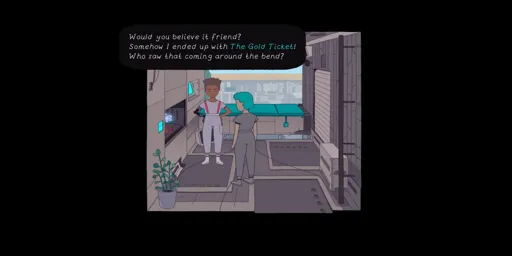 Would you believe it friend?
Somehow I ended up with The Gold Ticket!
Who saw that coming around the bend?